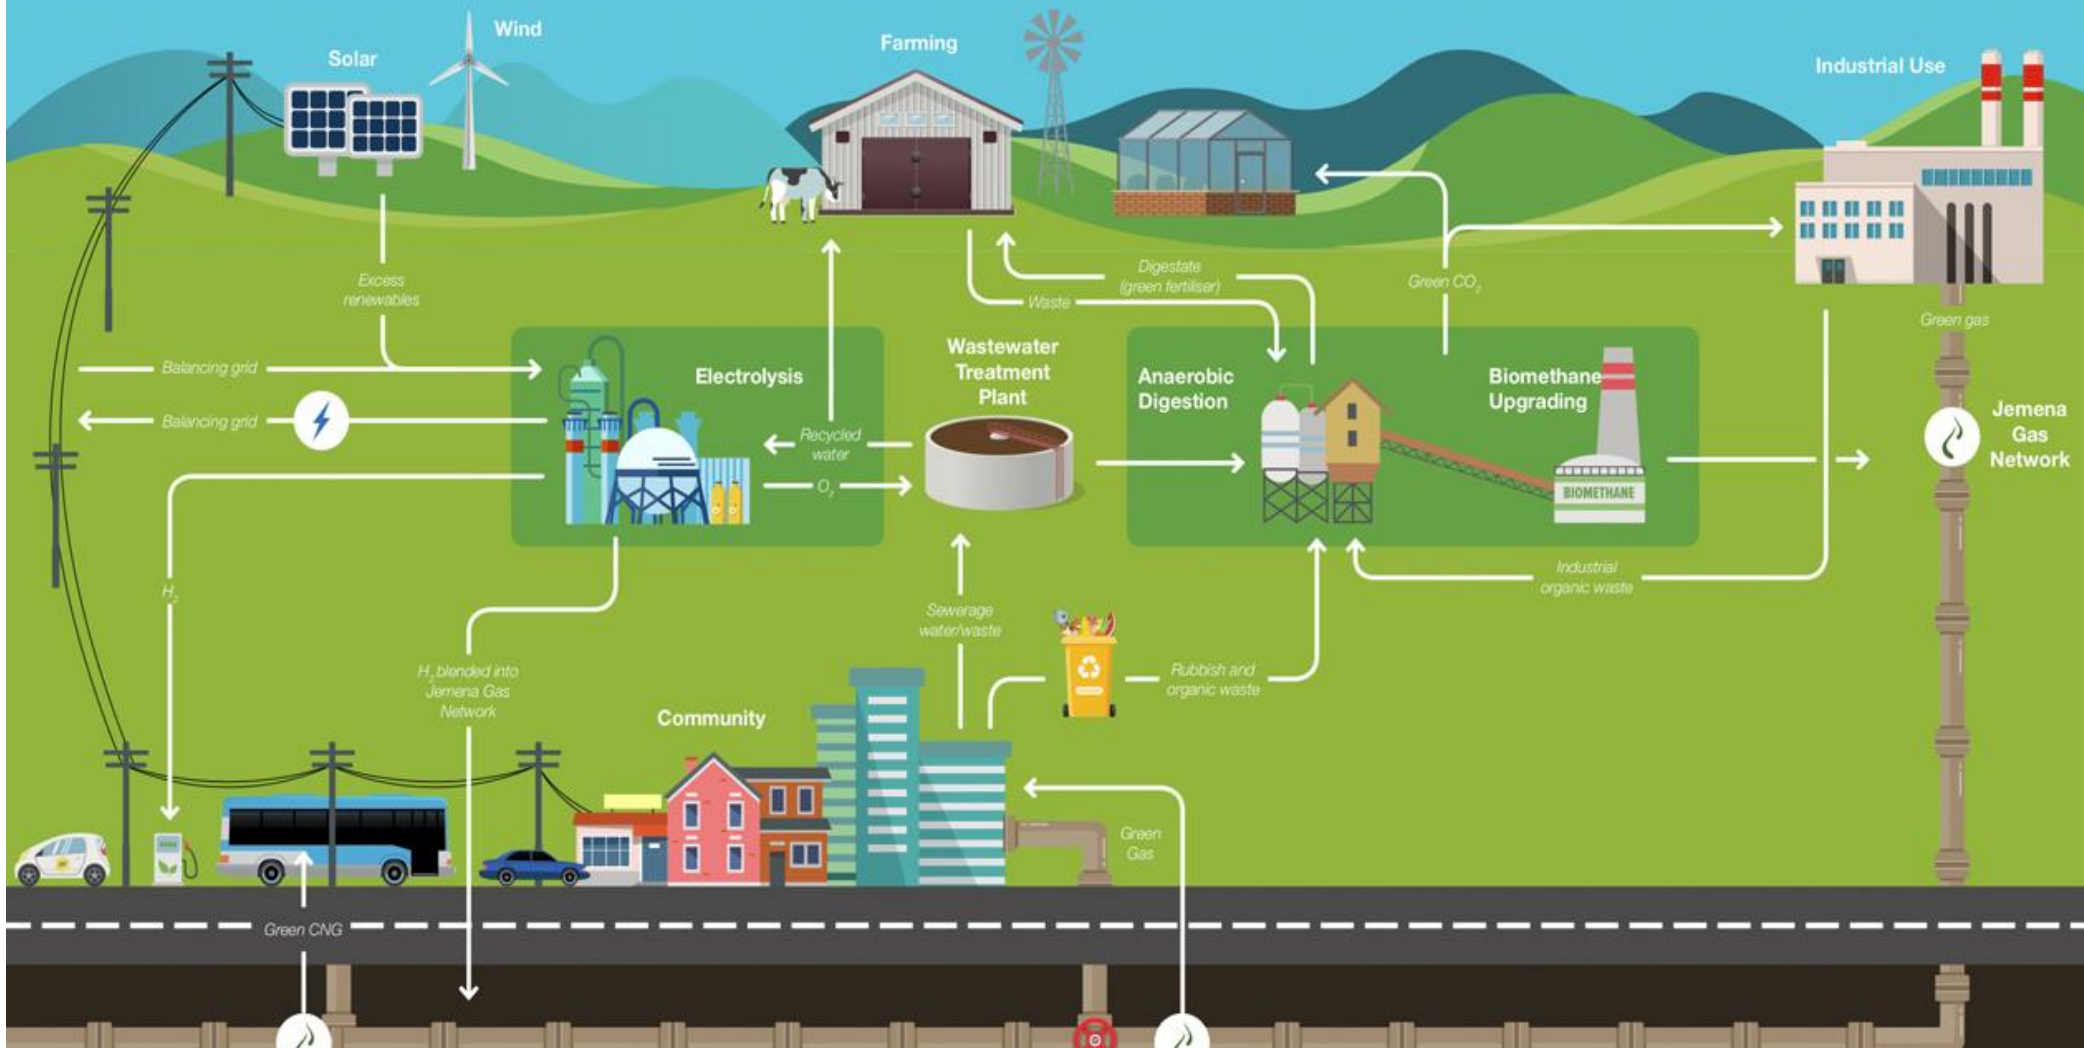 Solar
Wind
Farming
Industrial Use
Excess
renewables
Digestate
(green fertiliser)
Waste
Green CO₂
Green gas
Balancing grid
Balancing grid
Electrolysis
Wastewater
Treatment
Plant
Anaerobic
Digestion
Biomethane
Upgrading
Jemena
Gas
Network
Recycled
water
O₂
BIOMETHANE
H₂
Sewerage
water/waste
Industrial
organic waste
H₂ blended into
Jemena Gas
Network
Rubbish and
organic waste
Community
Green
Gas
Green CNG